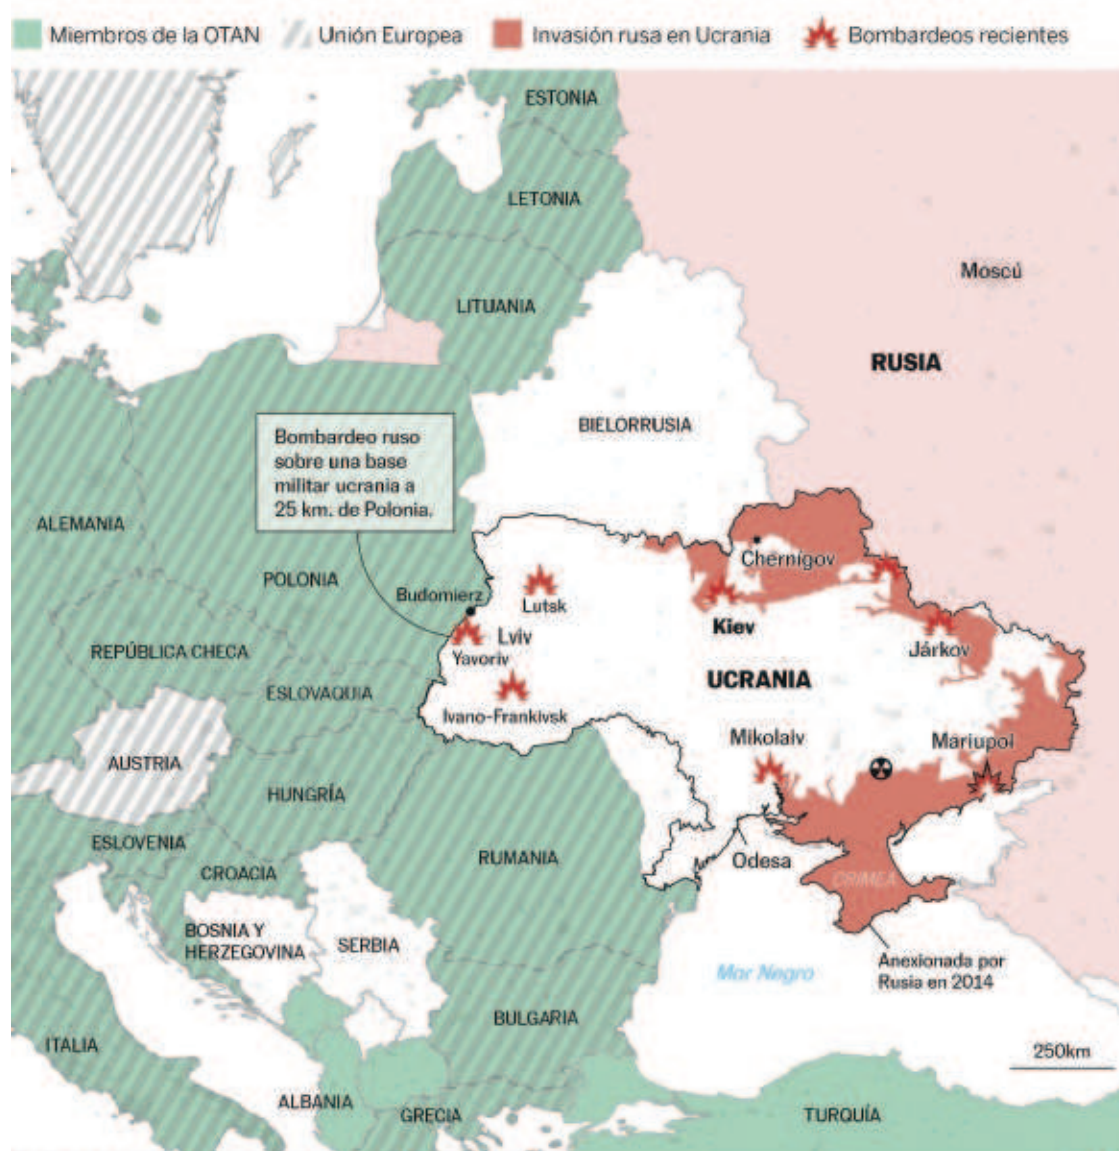 Miembros de la OTAN
Unión Europea
Invasión rusa en Ucrania
Bombardeos recientes
ESTONIA
LETONIA
Moscú
LITUANIA
RUSIA
BIELORRUSIA
Bombardeo ruso
sobre una base
militar ucrania a
25 km. de Polonia.
ALEMANIA
Chernígov
POLONIA
Budomierz
Lutsk
Kiev
Lviv
Járkov
Yavoriv
REPÚBLICA CHECA
UCRANIA
ESLOVAQUIA
Ivano-Frankivsk
Mikolaiv
Mariupol
AUSTRIA
HUNGRÍA
ESLOVENIA
RUMANIA
Odesa
CROACIA
CRIMEA
BOSNIA Y
HERZEGOVINA
SERBIA
Anexionada por
Rusia en 2014
Mar Negro
BULGARIA
ITALIA
250km
ALBANIA
GRECIA
TURQUÍA